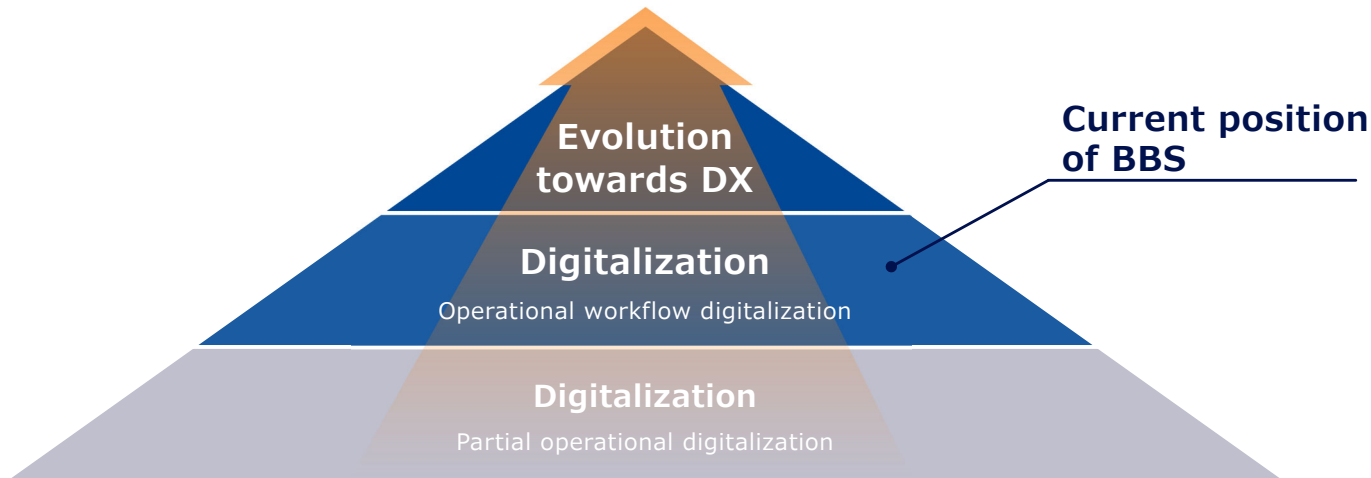 Evolution
towards DX
Current position
of BBS
Digitalization
Operational workflow digitalization
Digitalization
Partial operational digitalization